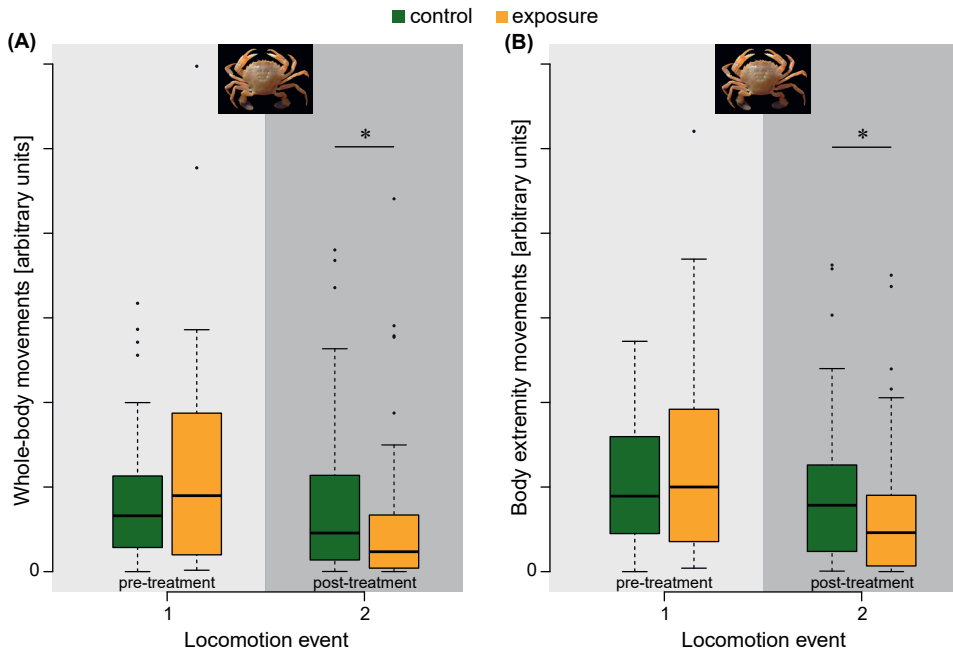 control exposure
(A)
Whole-body movements [arbitrary units]
*
0
pre-treatment post-treatment
1 2
Locomotion event
(B)
Body extremity movements [arbitrary units]
*
0
pre-treatment post-treatment
1 2
Locomotion event